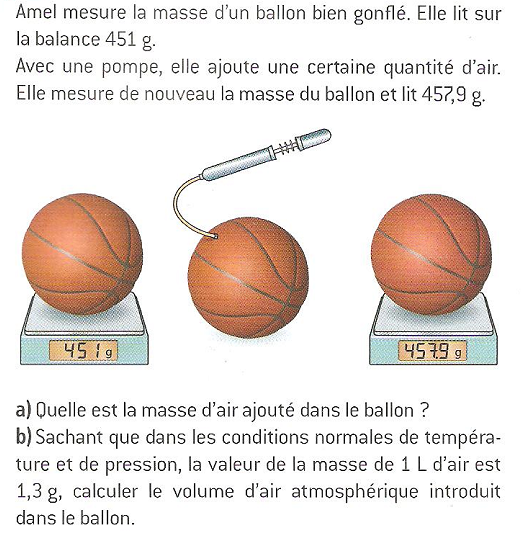 Amel mesure la masse d'un ballon bien gonflé. Elle lit sur
la balance 451 g.
Avec une pompe, elle ajoute une certaine quantité d'air.
Elle mesure de nouveau la masse du ballon et lit 457,9 g.
451 g
457.9 g
a) Quelle est la masse d'air ajouté dans le ballon ?
b) Sachant que dans les conditions normales de tempéra-
ture et de pression, la valeur de la masse de 1 L d'air est
1,3 g, calculer le volume d'air atmosphérique introduit
dans le ballon.